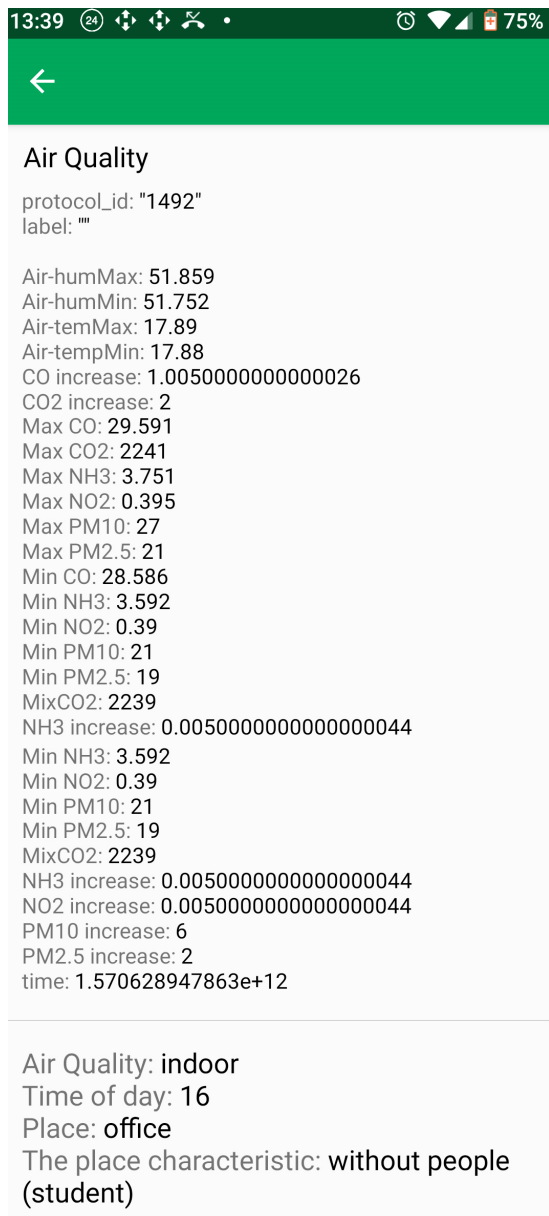 13:39 24 75%
Air Quality
protocol_id: "1492"
label: ""
Air-humMax: 51.859
Air-humMin: 51.752
Air-temMax: 17.89
Air-tempMin: 17.88
CO increase: 1.0050000000000026
CO2 increase: 2
Max CO: 29.591
Max CO2: 2241
Max NH3: 3.751
Max NO2: 0.395
Max PM10: 27
Max PM2.5: 21
Min CO: 28.586
Min NH3: 3.592
Min NO2: 0.39
Min PM10: 21
Min PM2.5: 19
MixCO2: 2239
NH3 increase: 0.0050000000000000044
Min NH3: 3.592
Min NO2: 0.39
Min PM10: 21
Min PM2.5: 19
MixCO2: 2239
NH3 increase: 0.0050000000000000044
NO2 increase: 0.0050000000000000044
PM10 increase: 6
PM2.5 increase: 2
time: 1.570628947863e+12
Air Quality: indoor
Time of day: 16
Place: office
The place characteristic: without people
(student)